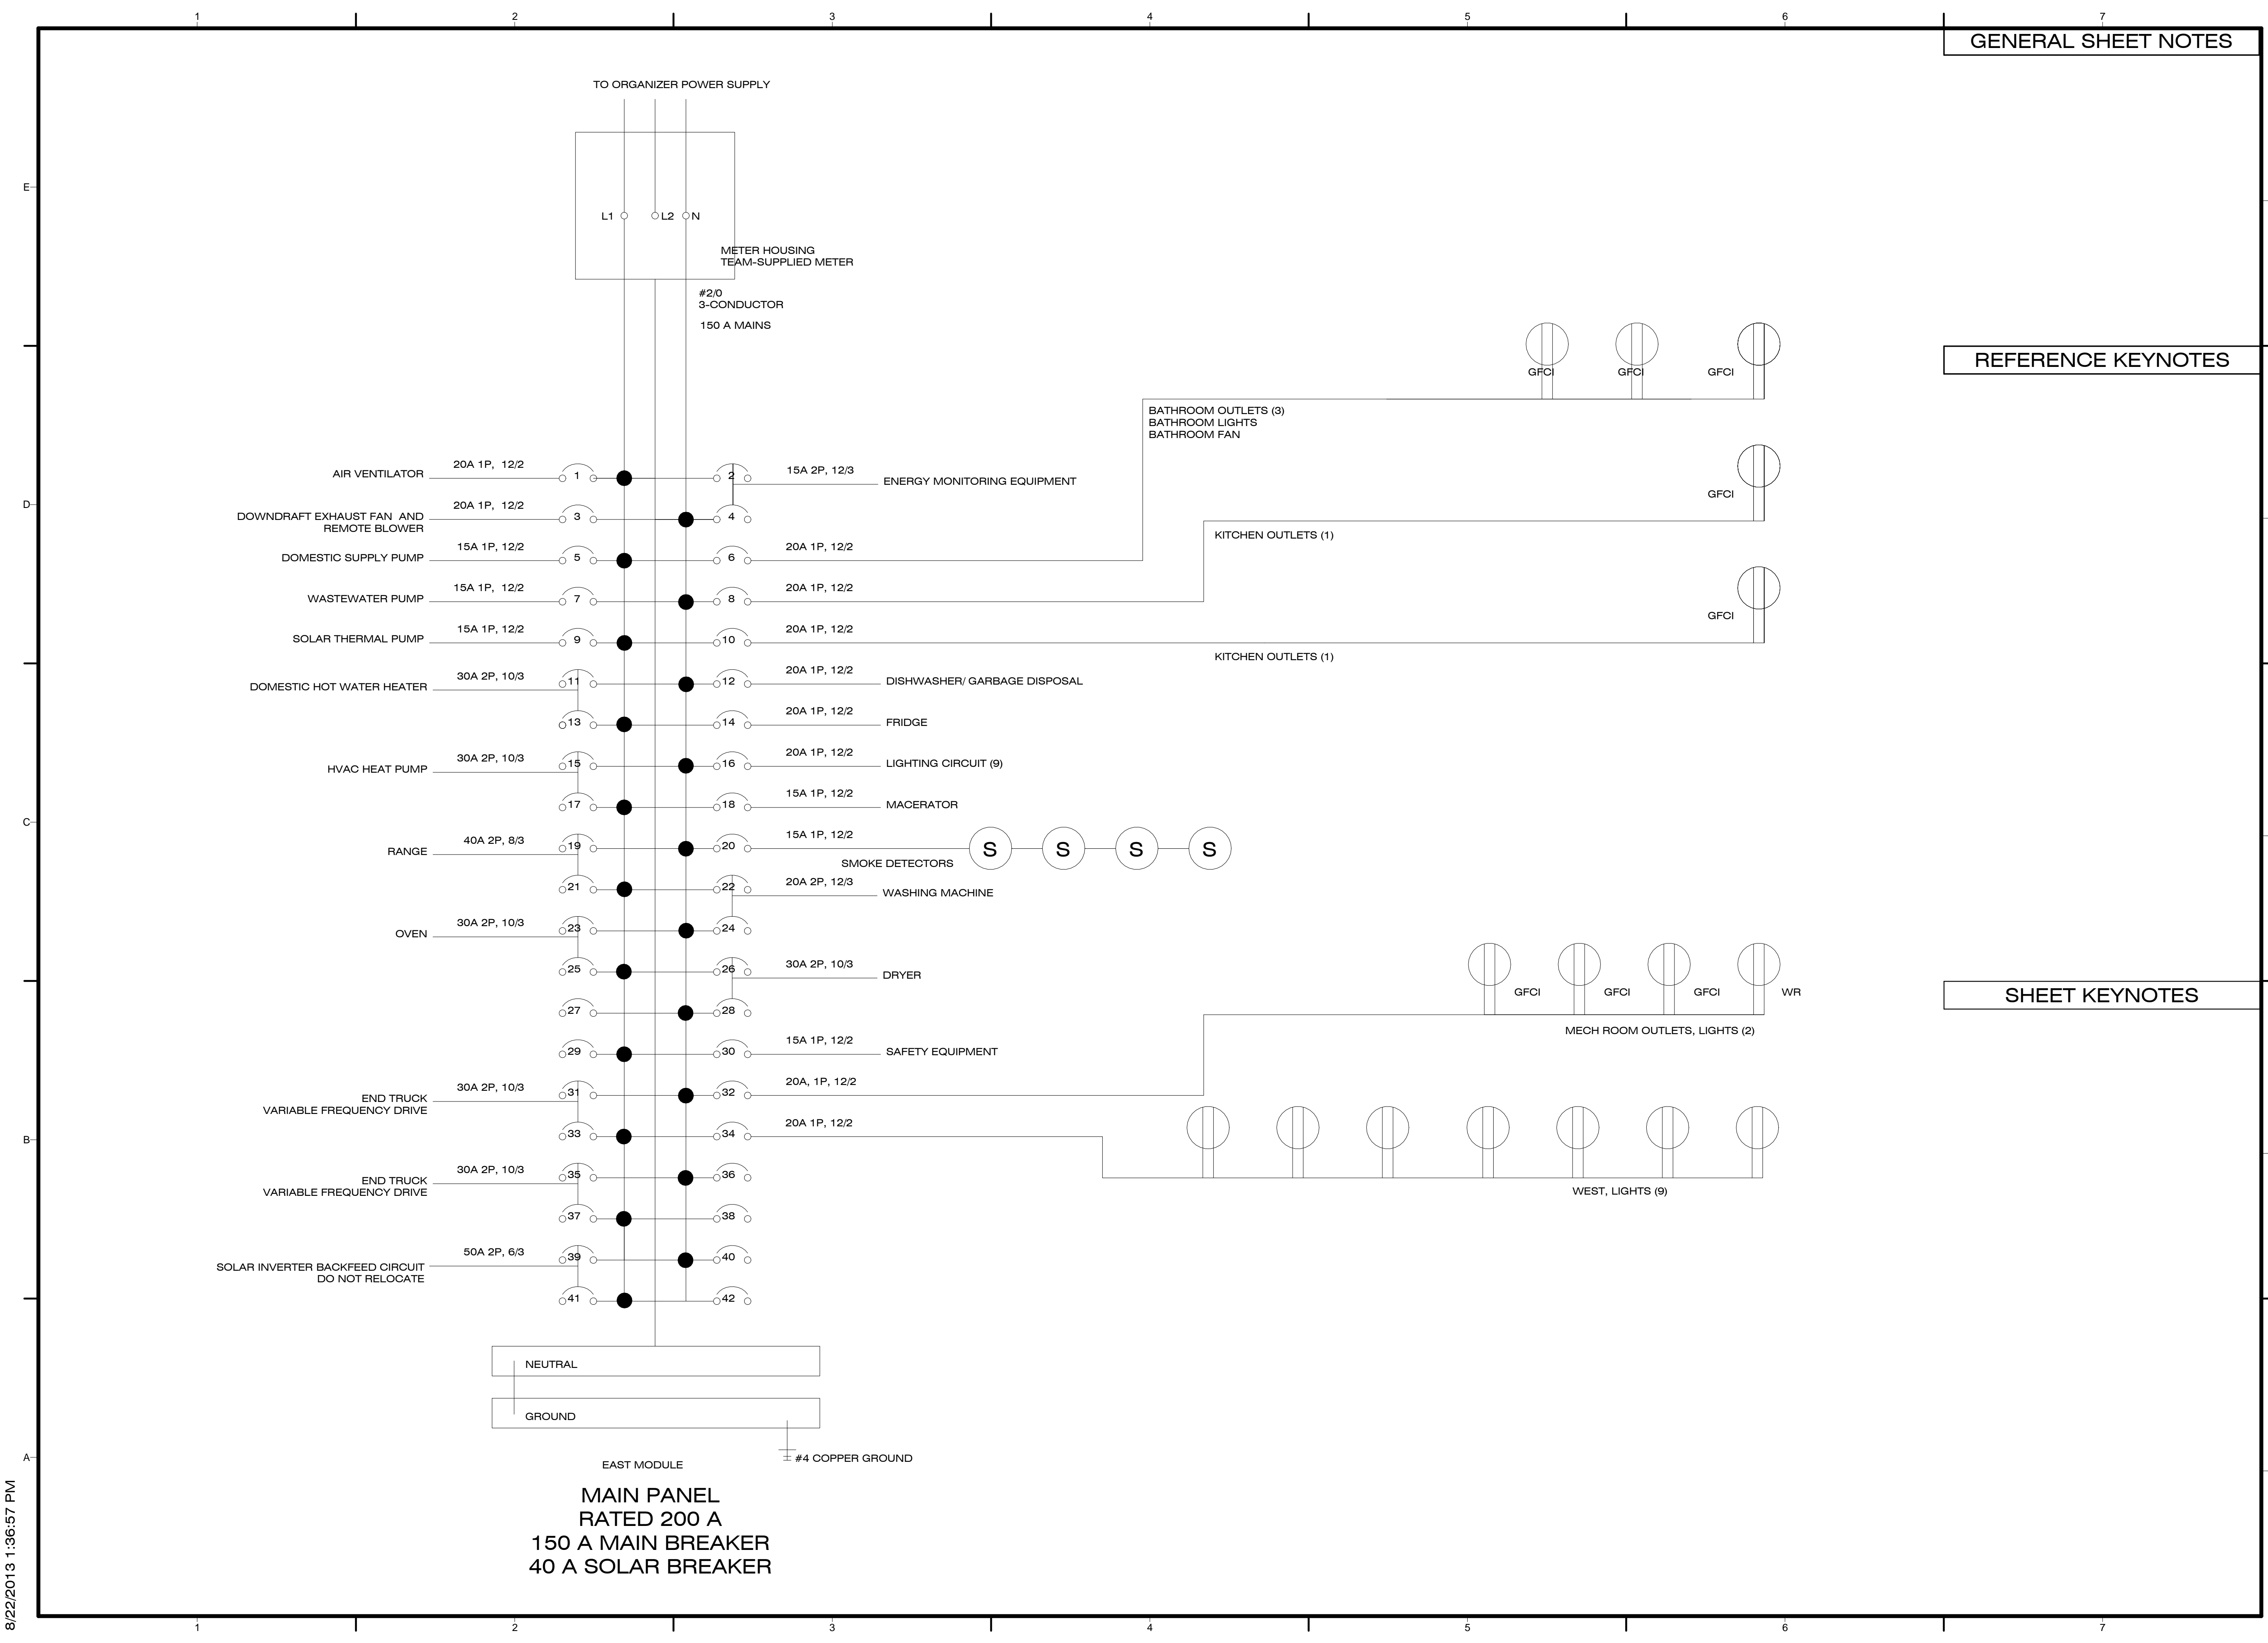 1 2 3 4 5 6 7
GENERAL SHEET NOTES
TO ORGANIZER POWER SUPPLY
E
L1 L2 N
METER HOUSING
TEAM-SUPPLIED METER
#2/0
3-CONDUCTOR
150 A MAINS
REFERENCE KEYNOTES
GFCI GFCI GFCI
BATHROOM OUTLETS (3)
BATHROOM LIGHTS
BATHROOM FAN
AIR VENTILATOR 20A 1P, 12/2 1 2 15A 2P, 12/3 ENERGY MONITORING EQUIPMENT
GFCI
D
DOWNDRAFT EXHAUST FAN AND
REMOTE BLOWER
20A 1P, 12/2 3 4
KITCHEN OUTLETS (1)
DOMESTIC SUPPLY PUMP 15A 1P, 12/2 5 6 20A 1P, 12/2
WASTEWATER PUMP 15A 1P, 12/2 7 8 20A 1P, 12/2
GFCI
SOLAR THERMAL PUMP 15A 1P, 12/2 9 10 20A 1P, 12/2
KITCHEN OUTLETS (1)
DOMESTIC HOT WATER HEATER 30A 2P, 10/3 11 12 20A 1P, 12/2 DISHWASHER/ GARBAGE DISPOSAL
13 14 20A 1P, 12/2 FRIDGE
HVAC HEAT PUMP 30A 2P, 10/3 15 16 20A 1P, 12/2 LIGHTING CIRCUIT (9)
17 18 15A 1P, 12/2 MACERATOR
C
RANGE 40A 2P, 8/3 19 20 15A 1P, 12/2 S S S S
SMOKE DETECTORS
21 22 20A 2P, 12/3 WASHING MACHINE
OVEN 30A 2P, 10/3 23 24
25 26 30A 2P, 10/3 DRYER
GFCI GFCI GFCI WR
SHEET KEYNOTES
27 28
MECH ROOM OUTLETS, LIGHTS (2)
29 30 15A 1P, 12/2 SAFETY EQUIPMENT
END TRUCK
VARIABLE FREQUENCY DRIVE
30A 2P, 10/3 31 32 20A, 1P, 12/2
B
33 34 20A 1P, 12/2
END TRUCK
VARIABLE FREQUENCY DRIVE
30A 2P, 10/3 35 36
WEST, LIGHTS (9)
37 38
SOLAR INVERTER BACKFEED CIRCUIT
DO NOT RELOCATE
50A 2P, 6/3 39 40
41 42
NEUTRAL
GROUND
A
#4 COPPER GROUND
EAST MODULE
MAIN PANEL
RATED 200 A
150 A MAIN BREAKER
40 A SOLAR BREAKER
8/22/2013 1:36:57 PM
1 2 3 4 5 6 7